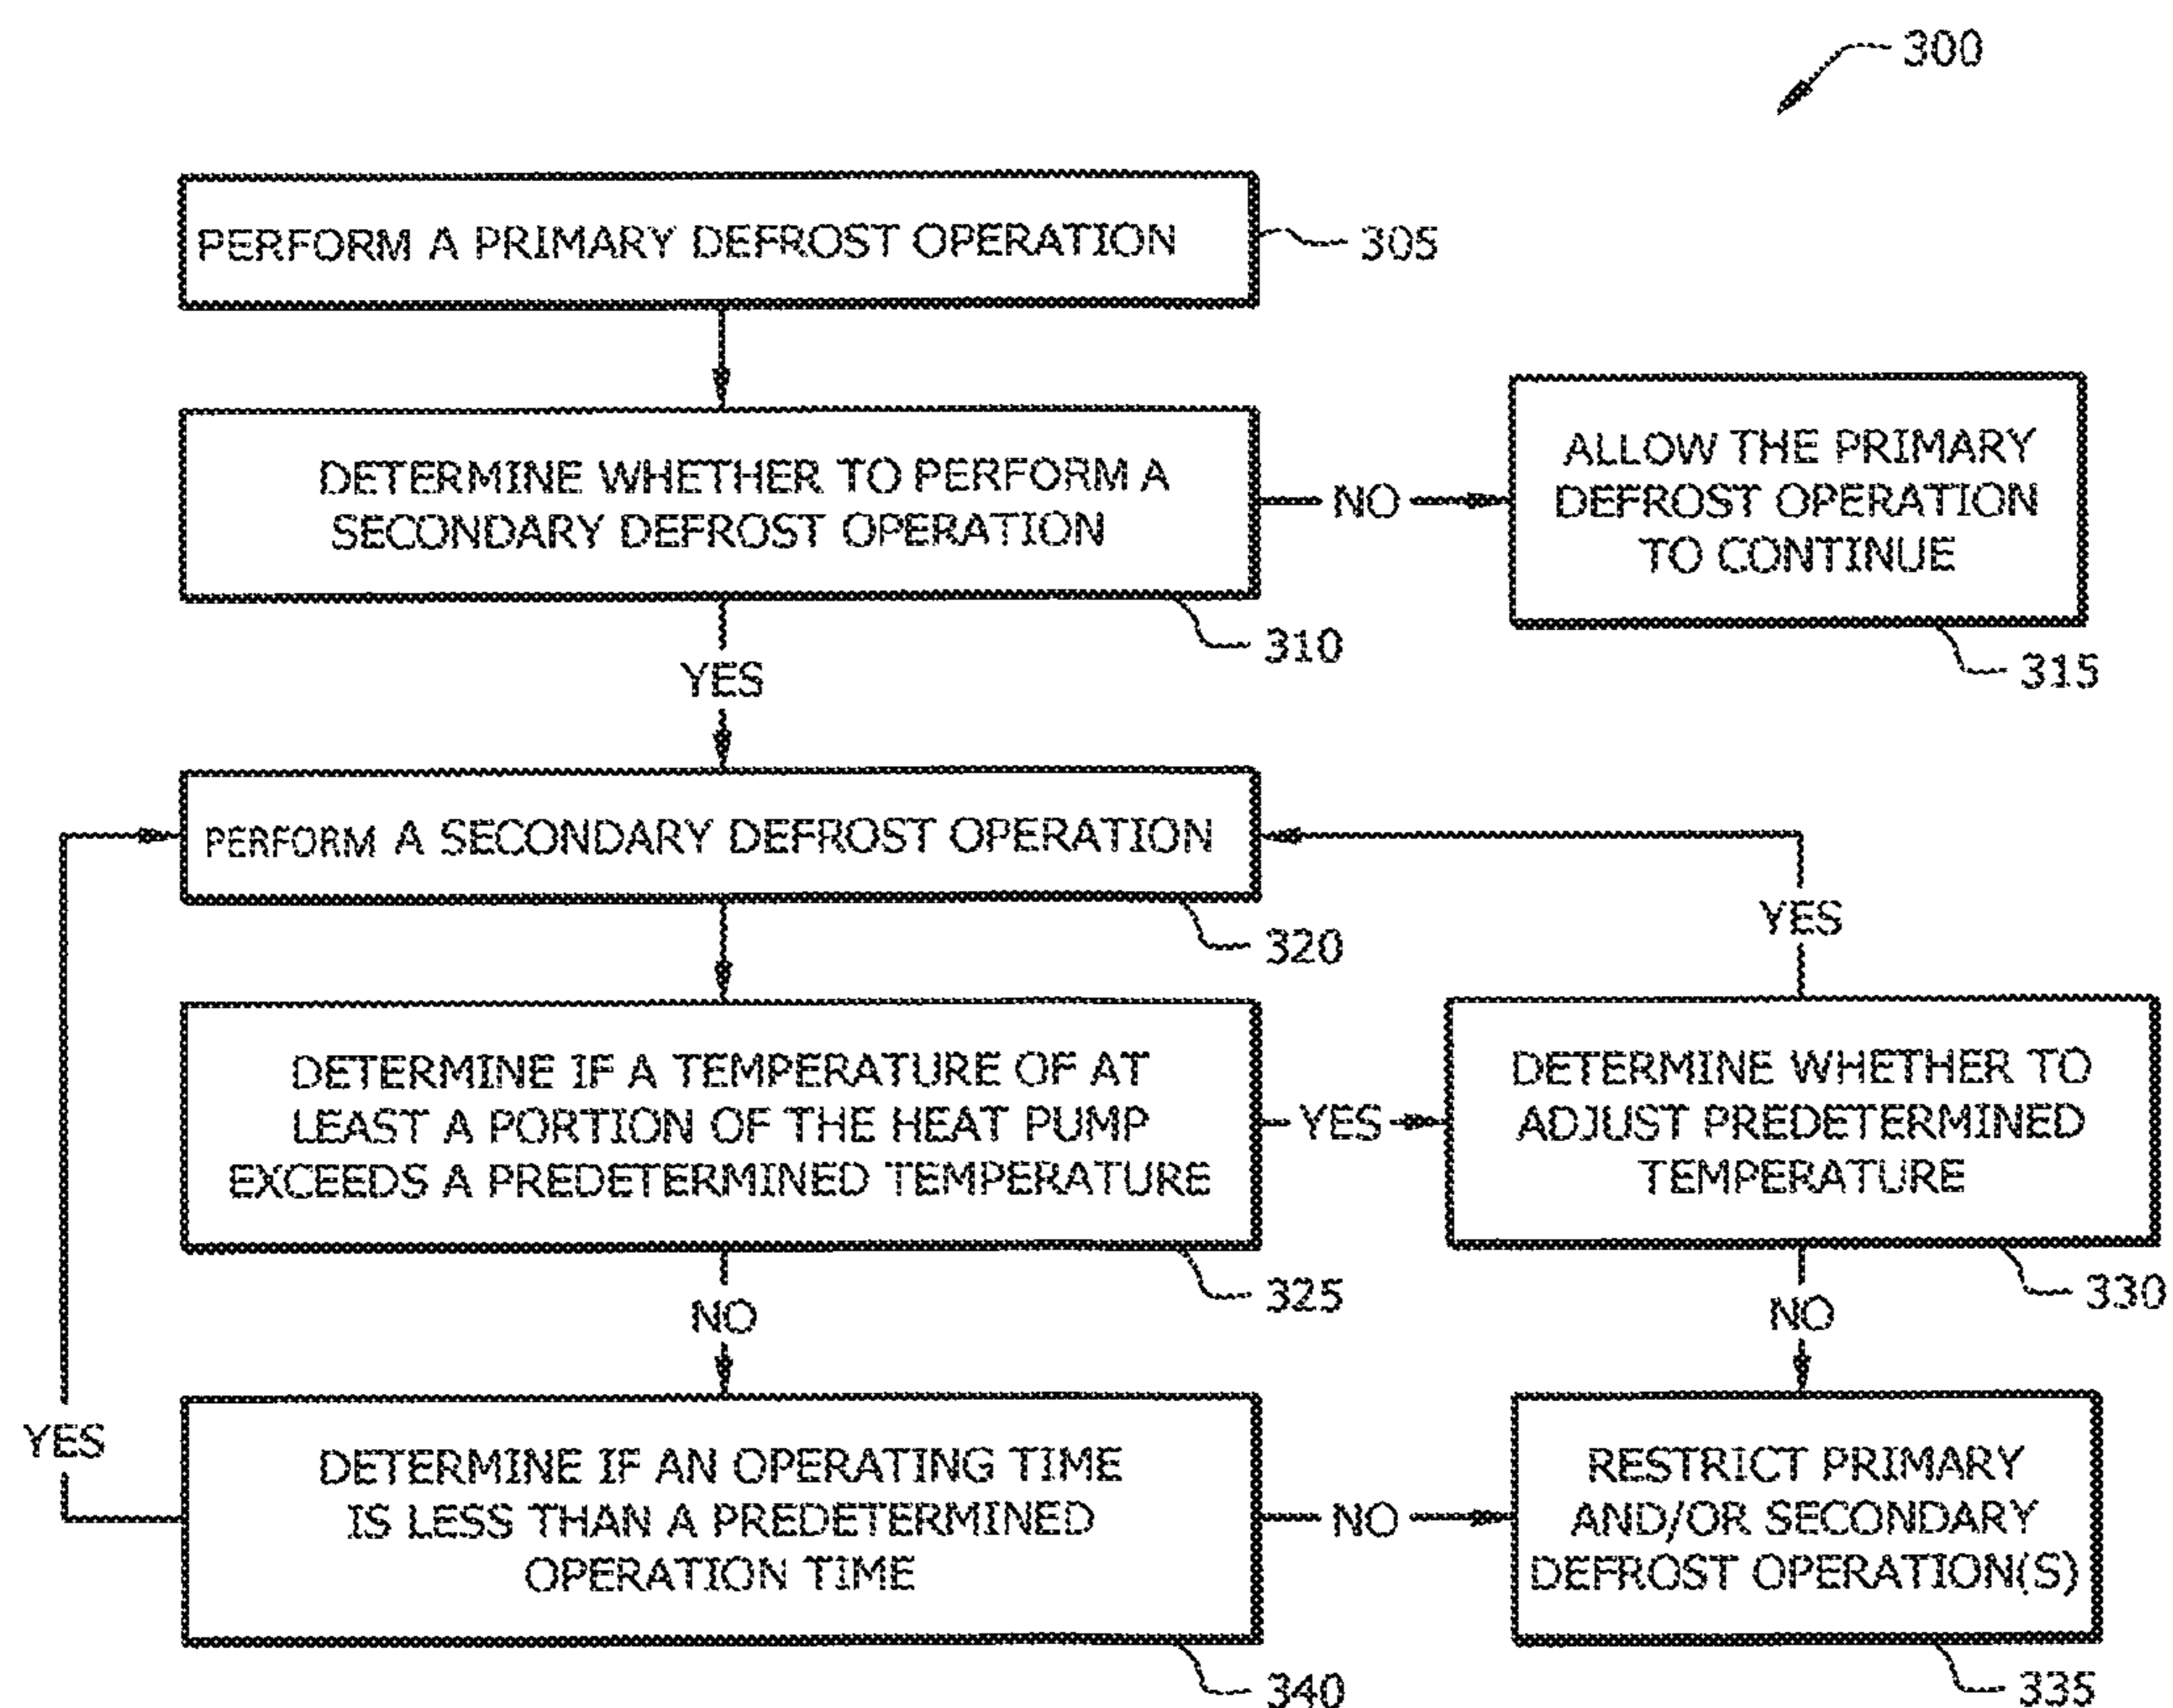 300
PERFORM A PRIMARY DEFROST OPERATION
305
DETERMINE WHETHER TO PERFORM A
SECONDARY DEFROST OPERATION
310
NO
ALLOW THE PRIMARY
DEFROST OPERATION
TO CONTINUE
315
YES
PERFORM A SECONDARY DEFROST OPERATION
320
YES
DETERMINE IF A TEMPERATURE OF AT
LEAST A PORTION OF THE HEAT PUMP
EXCEEDS A PREDETERMINED TEMPERATURE
325
YES
DETERMINE WHETHER TO
ADJUST PREDETERMINED
TEMPERATURE
330
NO
NO
YES
DETERMINE IF AN OPERATING TIME
IS LESS THAN A PREDETERMINED
OPERATION TIME
340
NO
RESTRICT PRIMARY
AND/OR SECONDARY
DEFROST OPERATION(S)
335